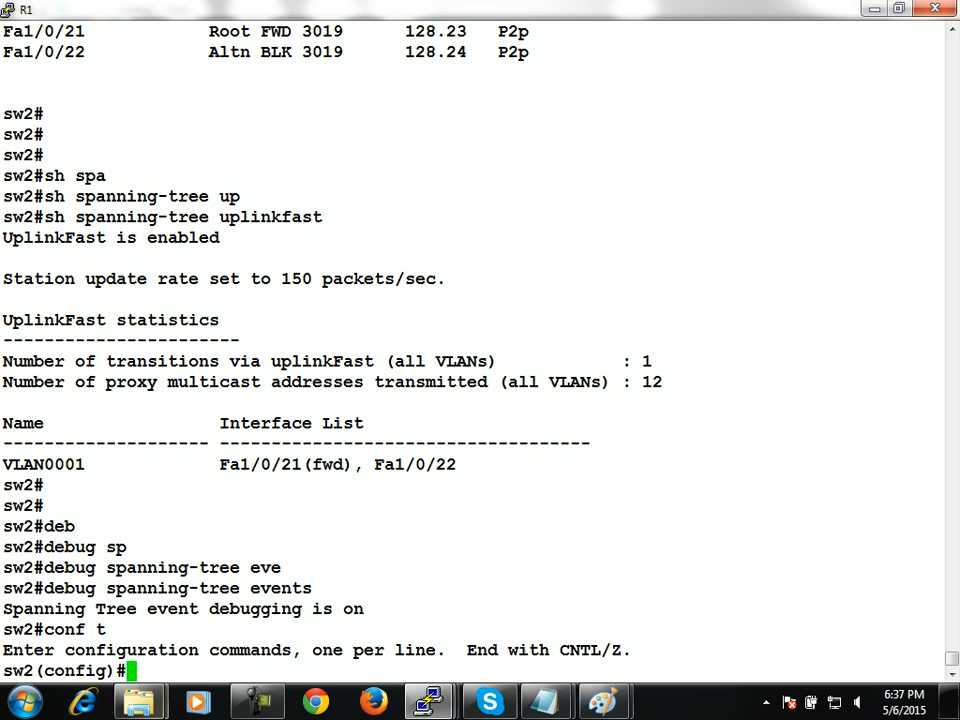 R1
Fa1/0/21            Root FWD 3019      128.23   P2p
Fa1/0/22            Altn BLK 3019      128.24   P2p
sw2#
sw2#
sw2#
sw2#sh spa
sw2#sh spanning-tree up
sw2#sh spanning-tree uplinkfast
UplinkFast is enabled
Station update rate set to 150 packets/sec.
UplinkFast statistics
-----------------------
Number of transitions via uplinkFast (all VLANs)            : 1
Number of proxy multicast addresses transmitted (all VLANs) : 12
Name                 Interface List
-------------------- ------------------------------------
VLAN0001             Fa1/0/21(fwd), Fa1/0/22
sw2#
sw2#
sw2#deb
sw2#debug sp
sw2#debug spanning-tree eve
sw2#debug spanning-tree events
Spanning Tree event debugging is on
sw2#conf t
Enter configuration commands, one per line.  End with CNTL/Z.
sw2(config)#
6:37 PM
5/6/2015